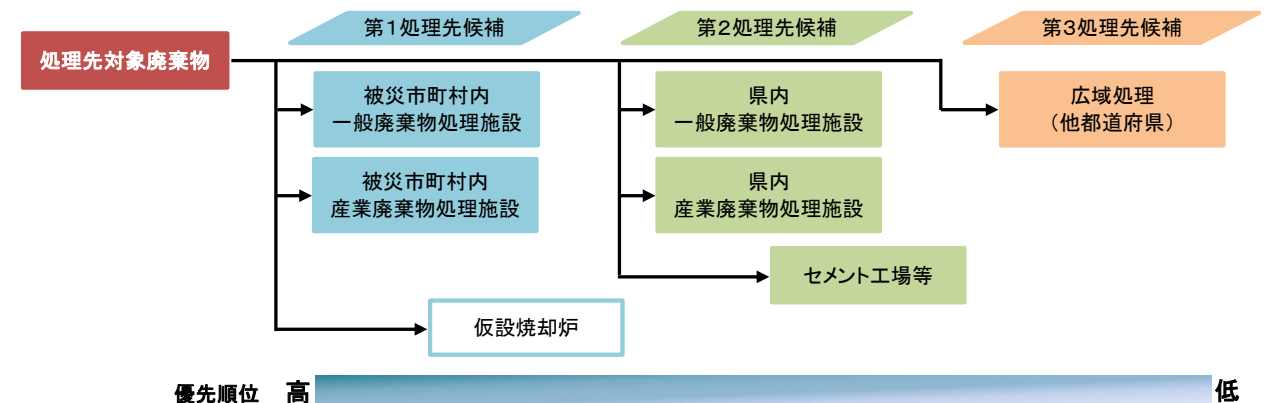 第１処理先候補
第２処理先候補
第３処理先候補
処理先対象廃棄物
被災市町村内
一般廃棄物処理施設
県内
一般廃棄物処理施設
広域処理
（他都道府県）
被災市町村内
産業廃棄物処理施設
県内
産業廃棄物処理施設
セメント工場等
仮設焼却炉
優先順位 高
低